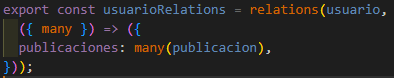 export const usuarioRelations = relations(usuario,
({ many }) => ({
publicaciones: many(publicacion),
}));